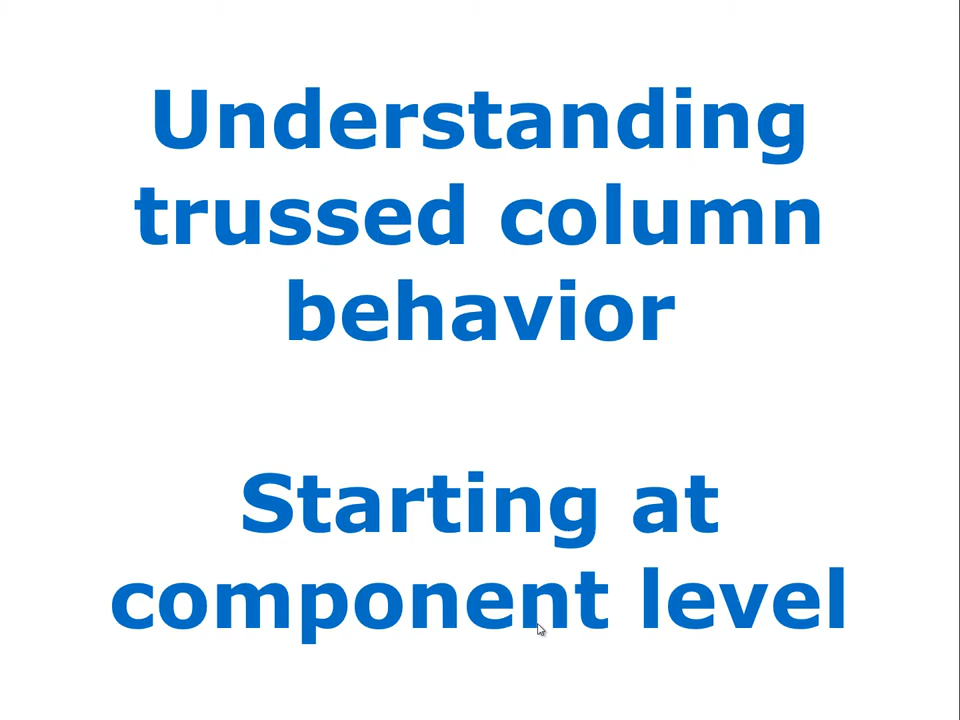 Understanding
trussed column
behavior
Starting at
component level